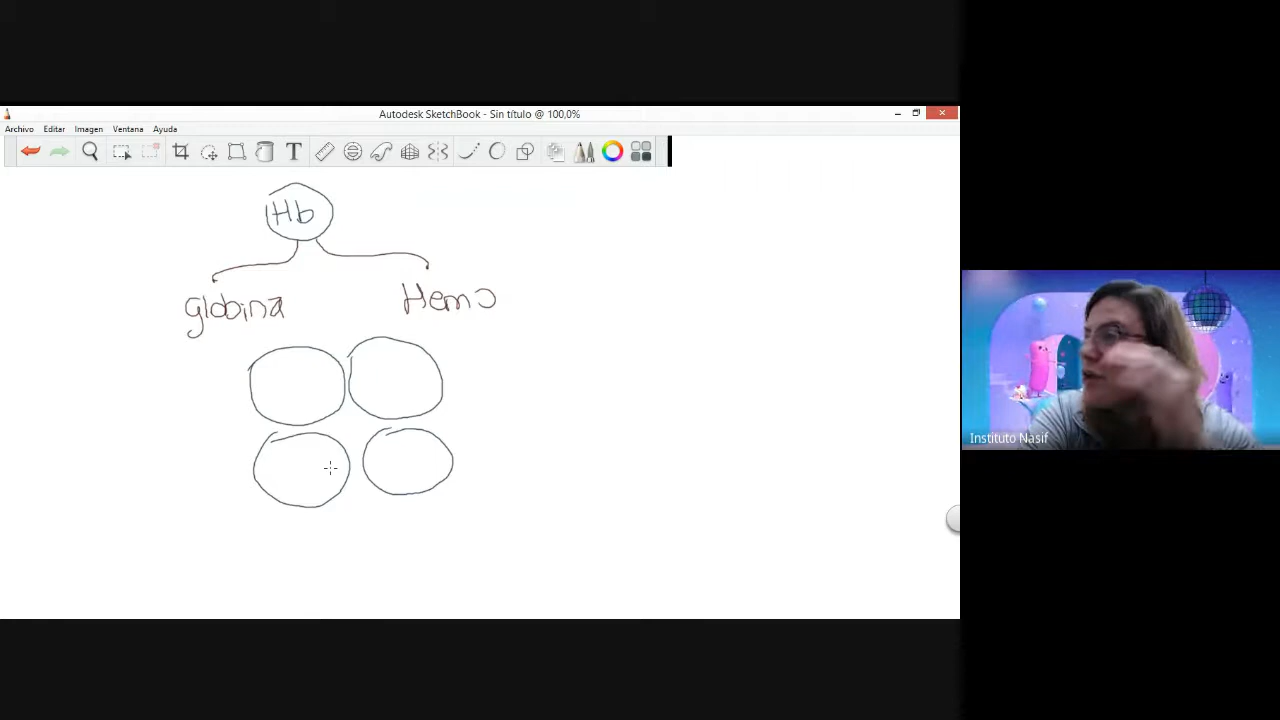 Autodesk SketchBook - Sin título @ 100,0%
Archivo Editar Imagen Ventana Ayuda
T
Hb
globina Hemo
Instituto Nasif